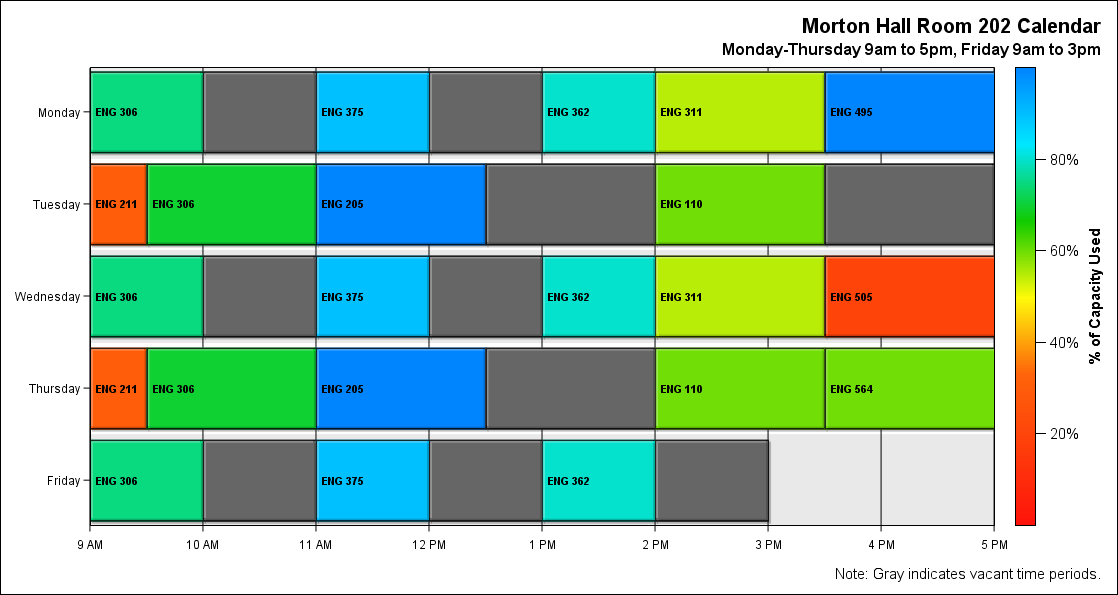 Morton Hall Room 202 Calendar
Monday-Thursday 9am to 5pm, Friday 9am to 3pm
Monday
ENG 306
ENG 375
ENG 362
ENG 311
ENG 495
Tuesday
ENG 211
ENG 306
ENG 205
ENG 110
Wednesday
ENG 306
ENG 375
ENG 362
ENG 311
ENG 505
Thursday
ENG 211
ENG 306
ENG 205
ENG 110
ENG 564
Friday
ENG 306
ENG 375
ENG 362
9 AM
10 AM
11 AM
12 PM
1 PM
2 PM
3 PM
4 PM
5 PM
80%
60%
40%
20%
% of Capacity Used
Note: Gray indicates vacant time periods.